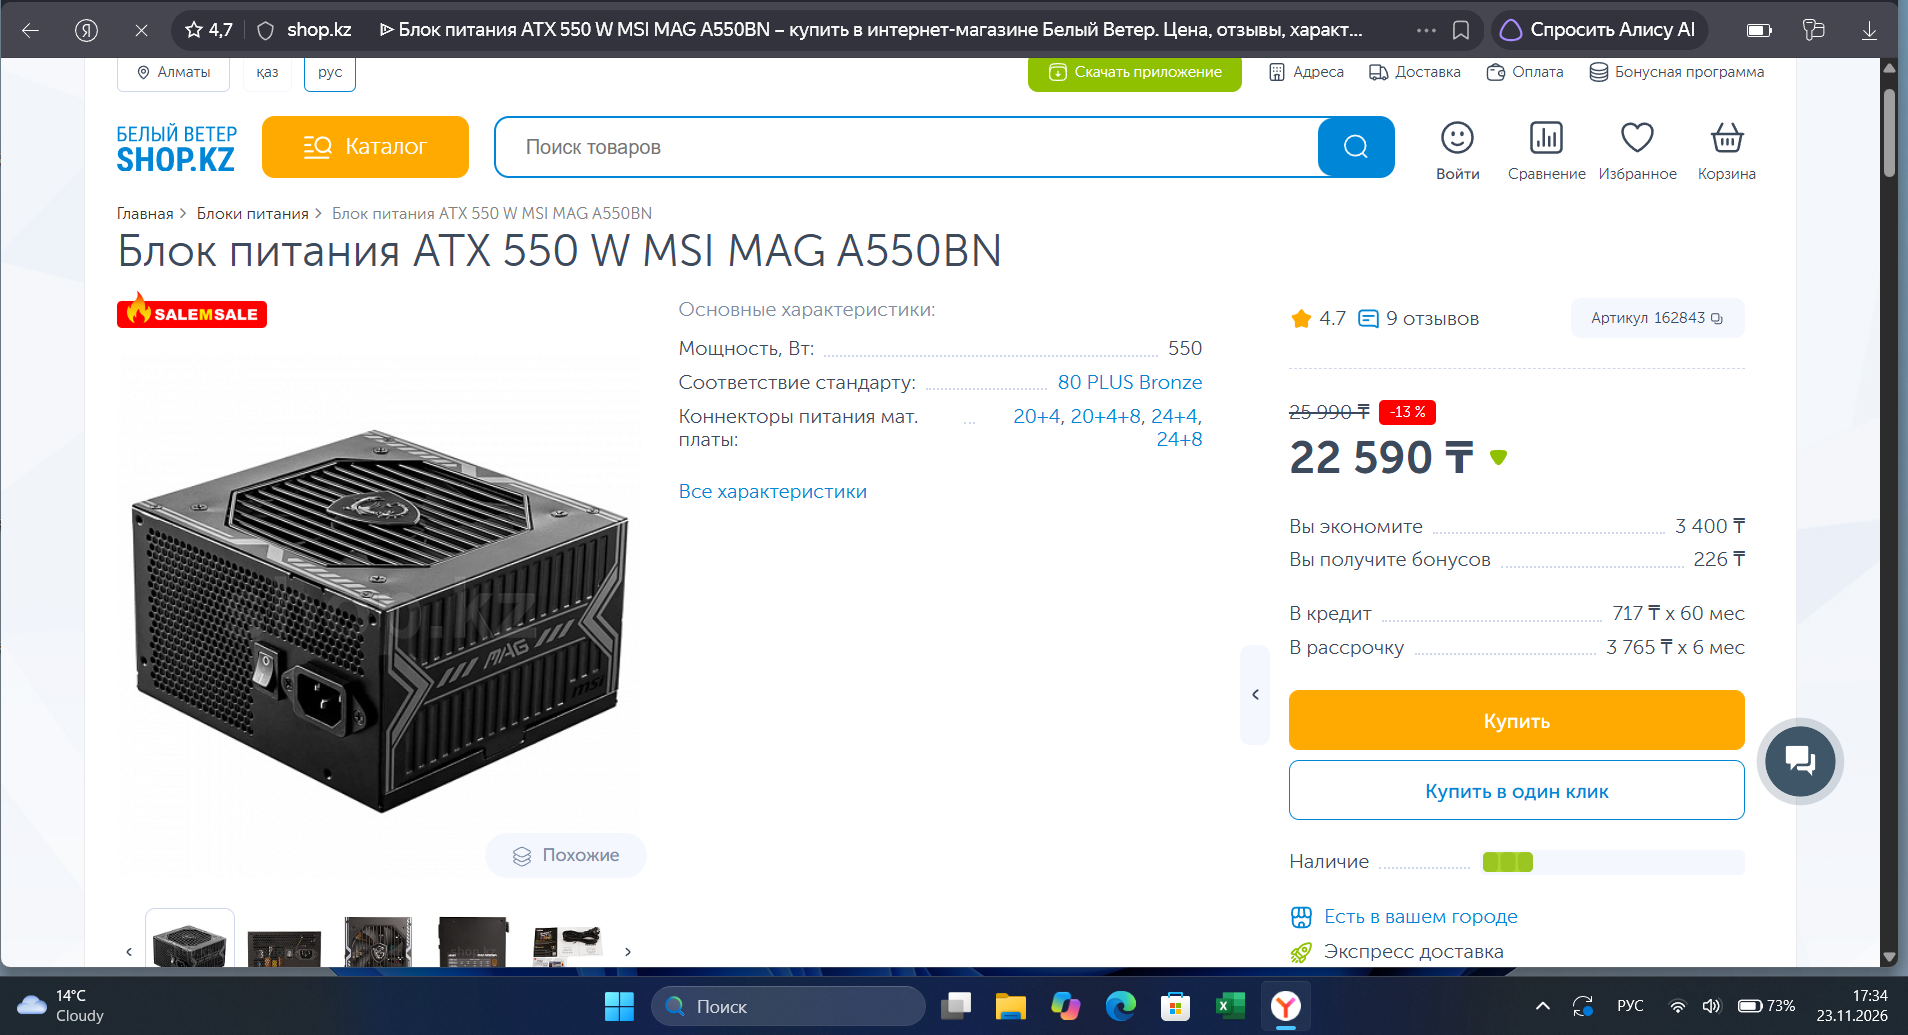 4,7
shop.kz
Блок питания ATX 550 W MSI MAG A550BN – купить в интернет-магазине Белый Ветер. Цена, отзывы, характ...
Спросить Алису AI
Алматы
қаз
рус
Скачать приложение
Адреса
Доставка
Оплата
Бонусная программа
БЕЛЫЙ ВЕТЕР
SHOP.KZ
Каталог
Поиск товаров
Войти
Сравнение
Избранное
Корзина
Главная > Блоки питания > Блок питания ATX 550 W MSI MAG A550BN
Блок питания ATX 550 W MSI MAG A550BN
SALEMSALE
Основные характеристики:
Мощность, Вт: 550
Соответствие стандарту: 80 PLUS Bronze
Коннекторы питания мат. платы: 20+4, 20+4+8, 24+4, 24+8
Все характеристики
MAG
msi
Похожие
4.7
9 отзывов
Артикул 162843
25 990 ₸
-13 %
22 590 ₸
Вы экономите 3 400 ₸
Вы получите бонусов 226 ₸
В кредит 717 ₸ x 60 мес
В рассрочку 3 765 ₸ x 6 мес
Купить
Купить в один клик
Наличие
Есть в вашем городе
Экспресс доставка
14°C
Cloudy
Поиск
РУС
73%
17:34
23.11.2026